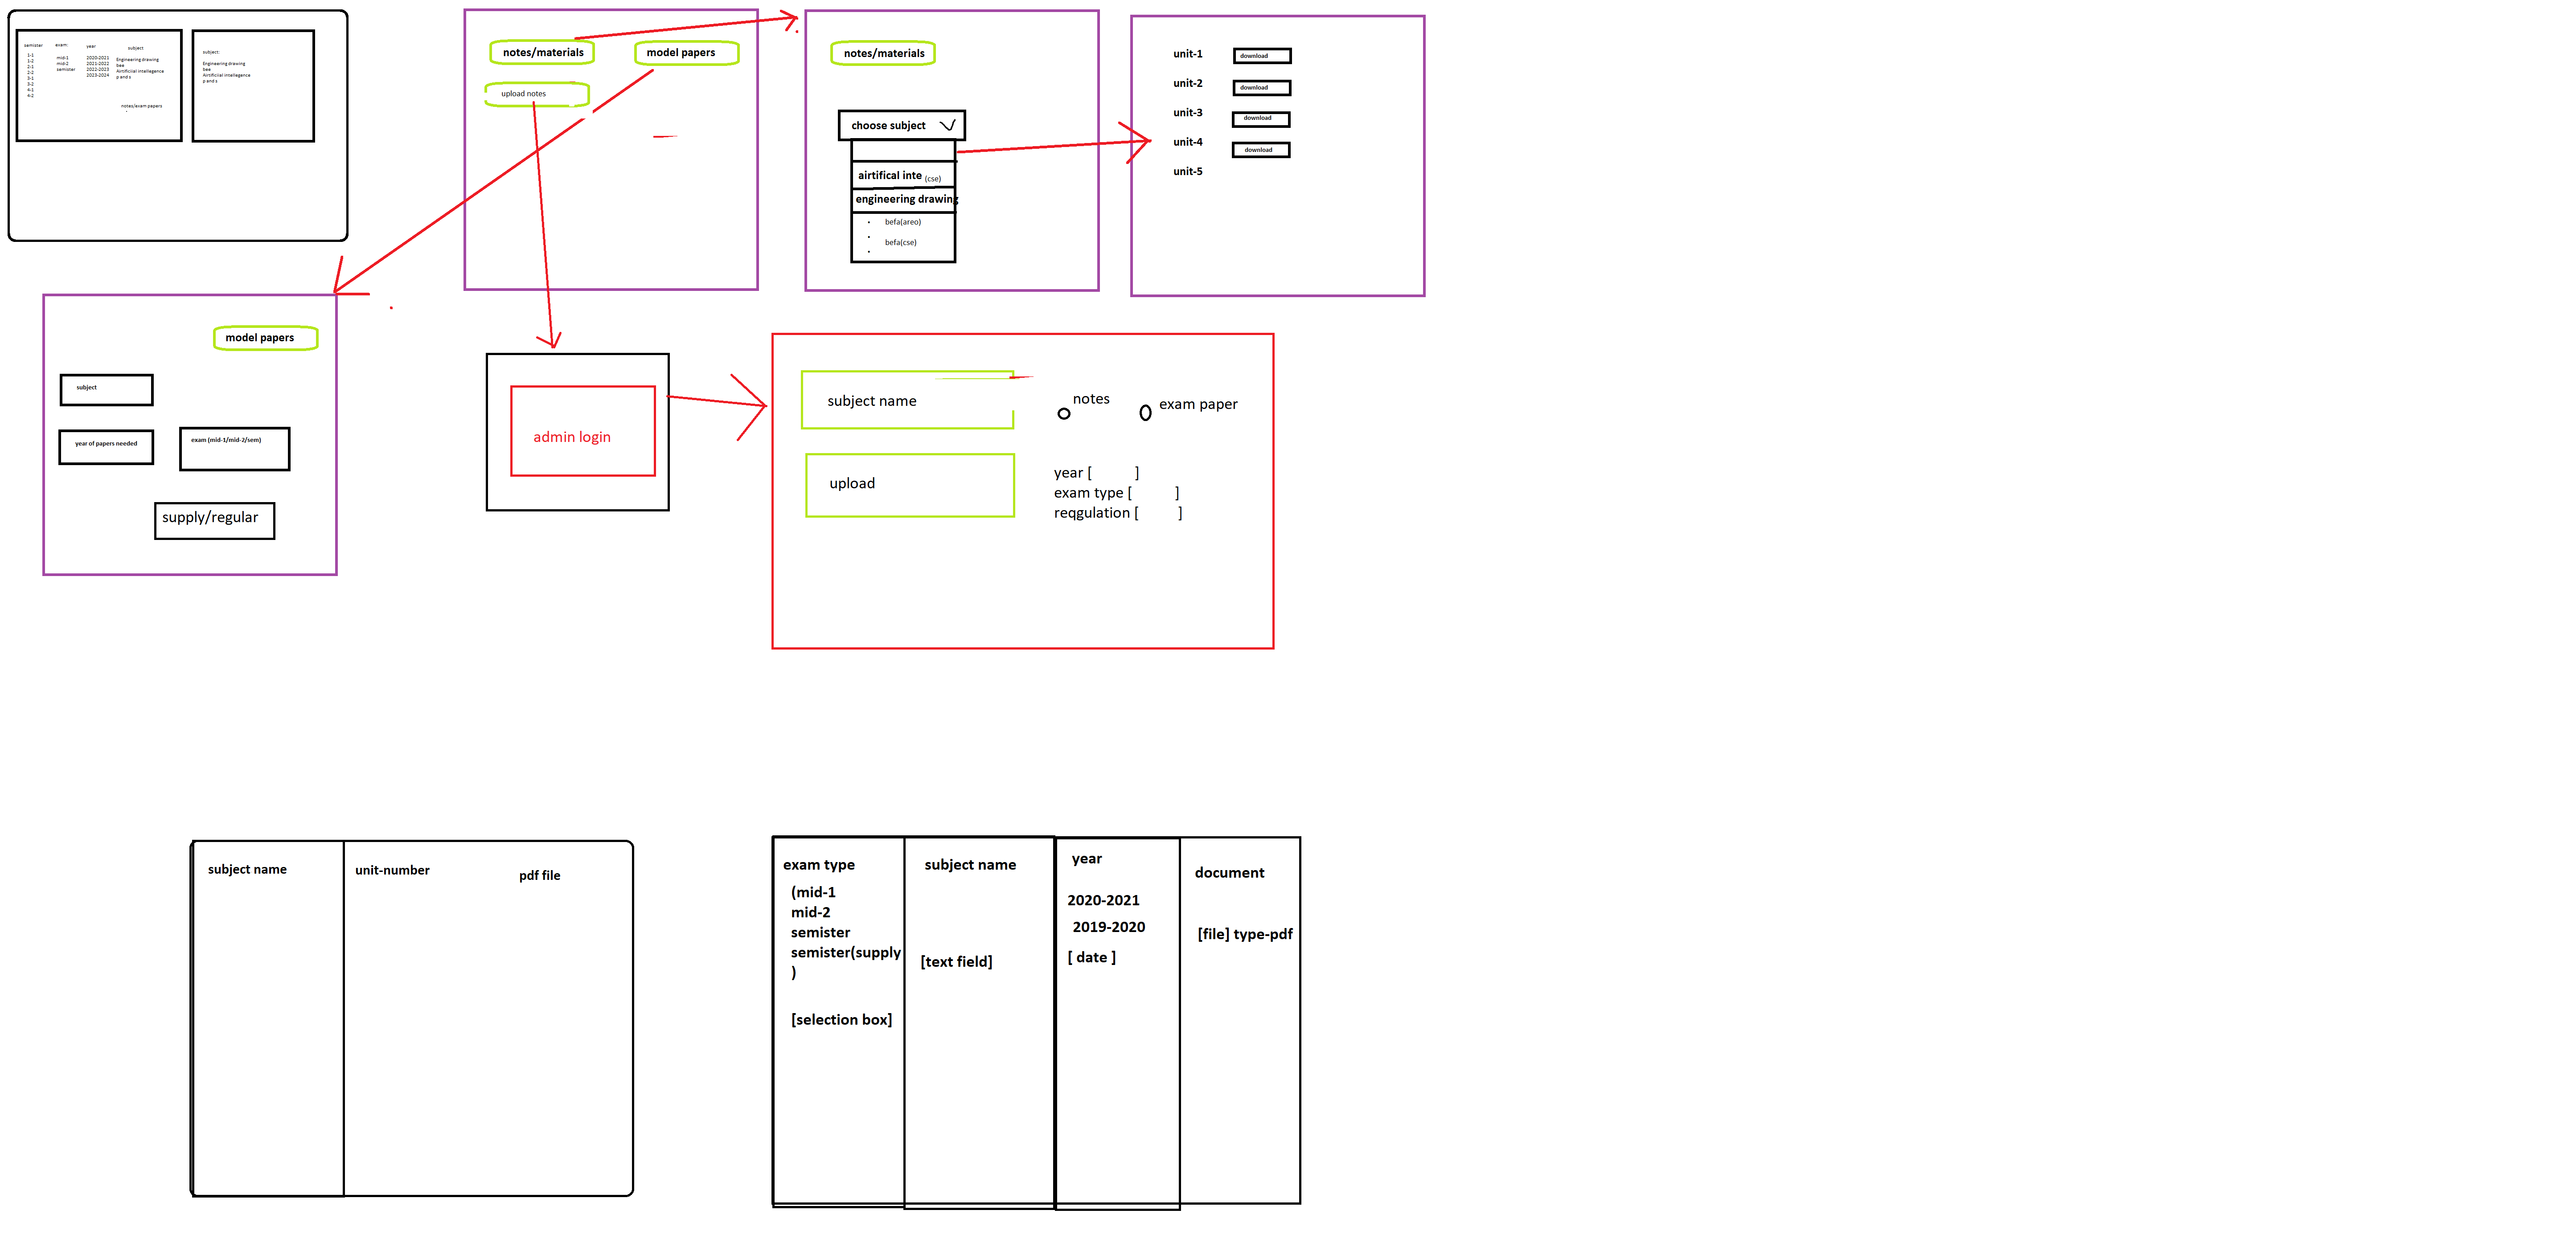 semister
1-1
1-2
2-1
2-2
3-1
3-2
4-1
4-2
exam:
mid-1
mid-2
semister
year
2020-2021
2021-2022
2022-2023
2023-2024
subject
Engineering drawing
bee
Airtificlial intellegence
p and s
notes/exam papers
subject:
Engineering drawing
bee
Airtificlial intellegence
p and s
notes/materials
model papers
upload notes
notes/materials
choose subject
airtifical inte (cse)
engineering drawing
befa(areo)
befa(cse)
unit-1 download
unit-2 download
unit-3 download
unit-4 download
unit-5
model papers
subject
year of papers needed
exam (mid-1/mid-2/sem)
supply/regular
admin login
subject name
notes
exam paper
upload
year [ ]
exam type [ ]
reqgulation [ ]
subject name
unit-number
pdf file
exam type
(mid-1
mid-2
semister
semister(supply
)
[selection box]
subject name
[text field]
year
2020-2021
2019-2020
[ date ]
document
[file] type-pdf